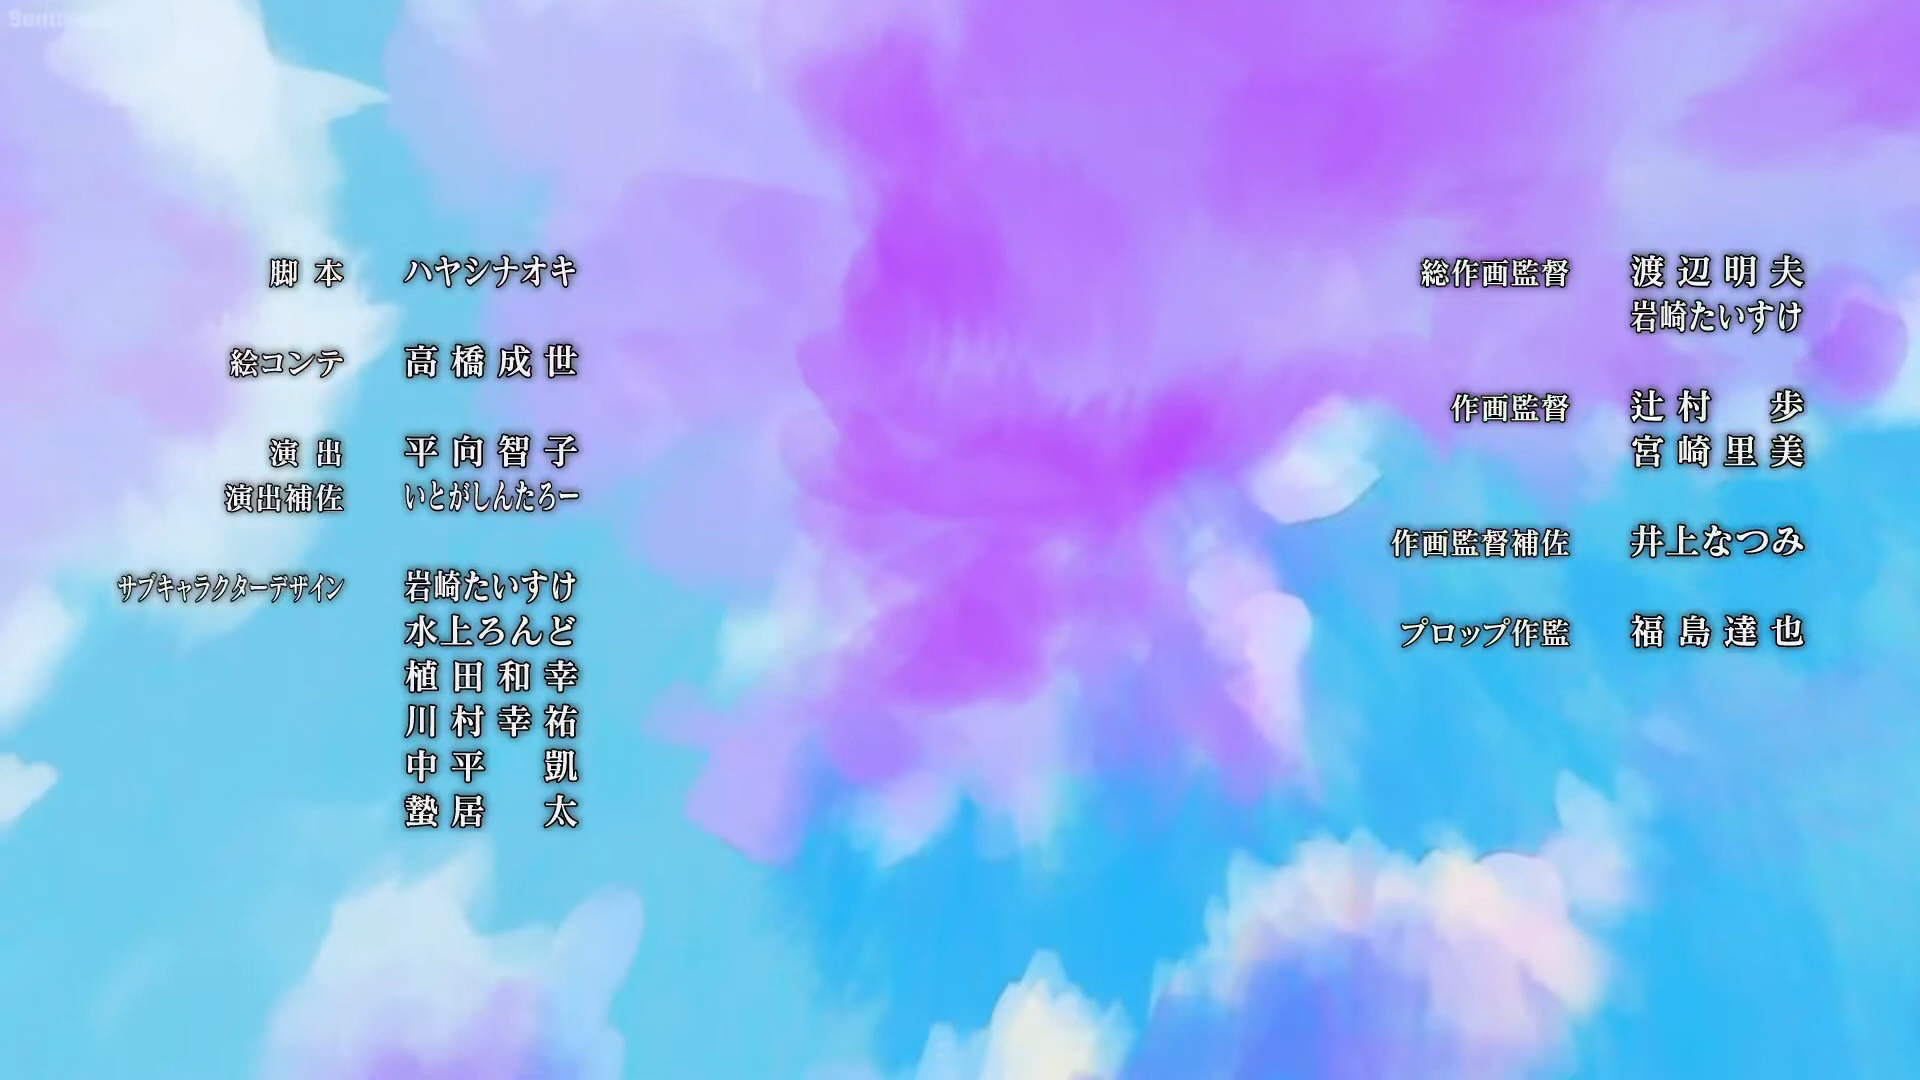 脚本 ハヤシナオキ
絵コンテ 高橋成世
演出 平向智子
演出補佐 いとがしんたろー
サブキャラクターデザイン 岩崎たいすけ
水上ろんど
植田和幸
川村幸祐
中平 凱
蟄居 太
総作画監督 渡辺明夫
岩崎たいすけ
作画監督 辻村 歩
宮崎里美
作画監督補佐 井上なつみ
プロップ作監 福島達也